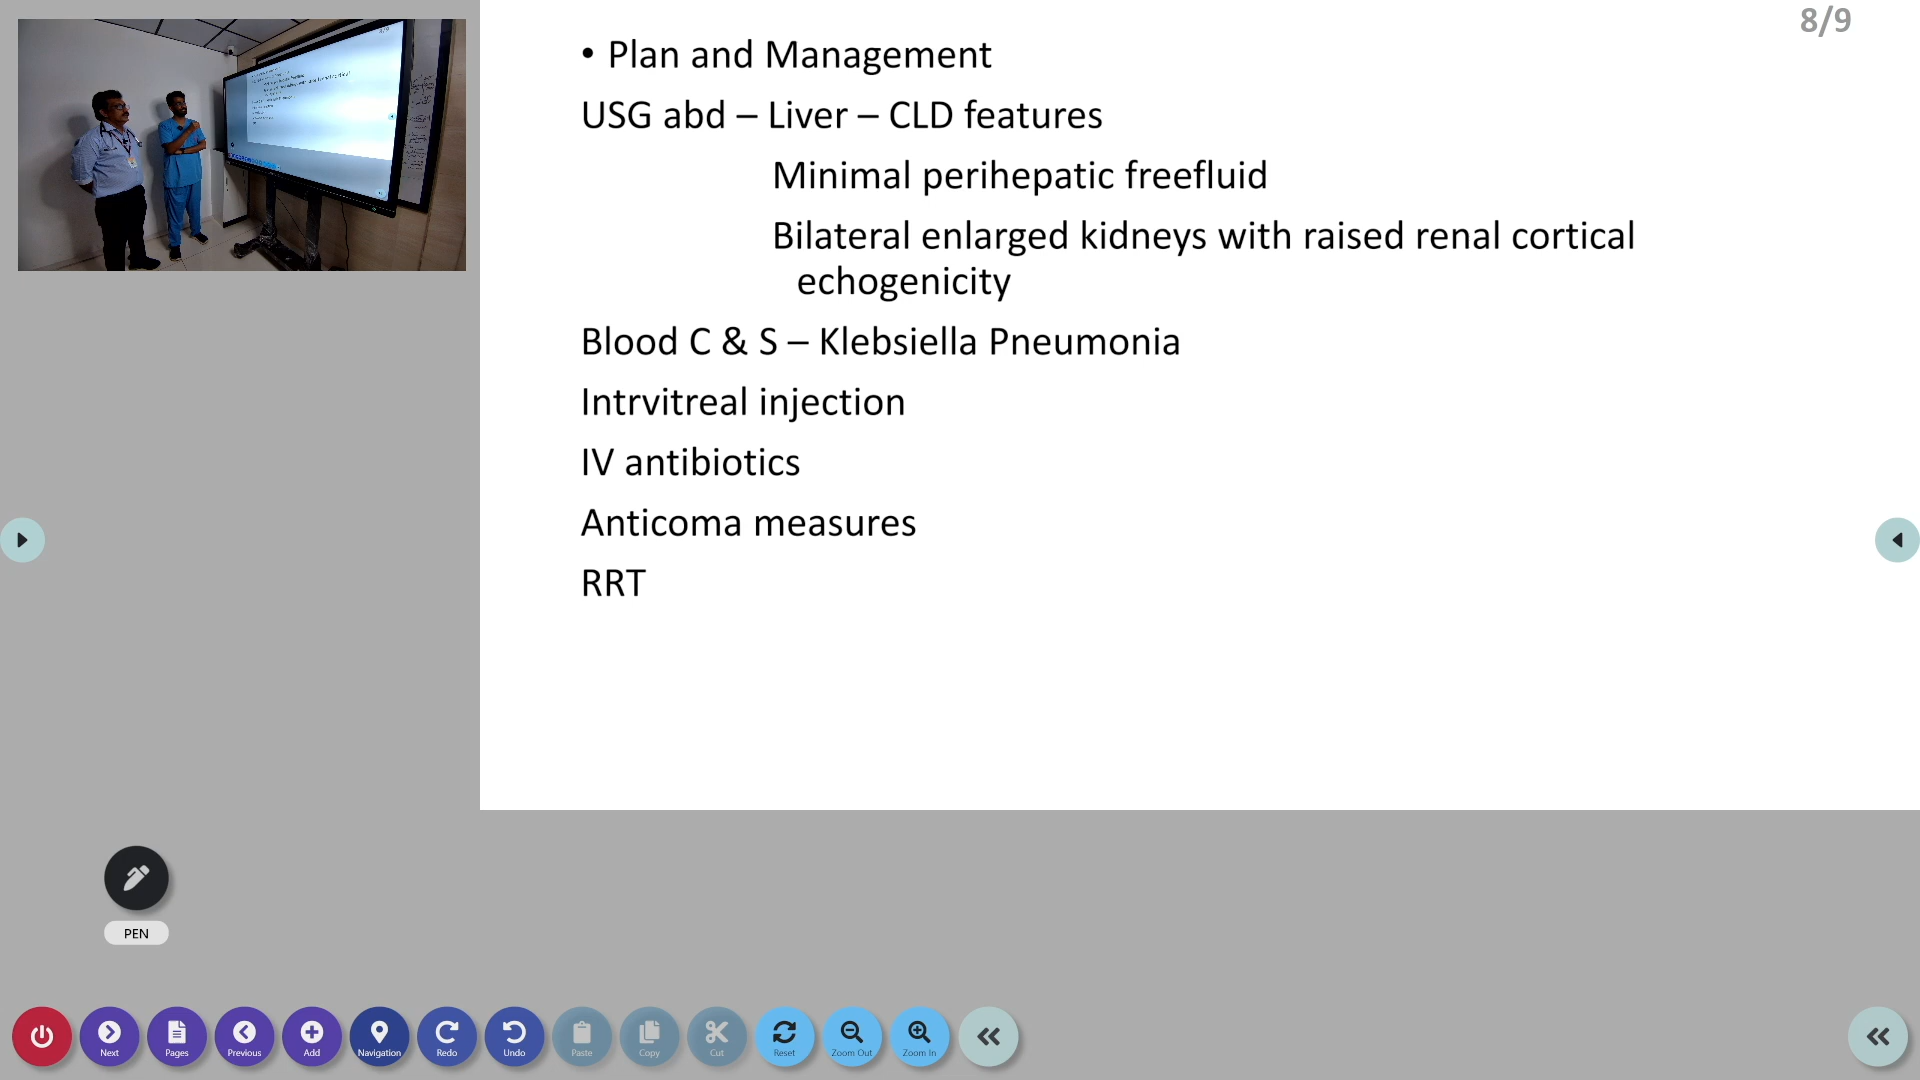 8/9
• Plan and Management
USG abd – Liver – CLD features
Minimal perihepatic freefluid
Bilateral enlarged kidneys with raised renal cortical
echogenicity
Blood C & S – Klebsiella Pneumonia
Intrvitreal injection
IV antibiotics
Anticoma measures
RRT
PEN
Next
Pages
Previous
Add
Navigation
Redo
Undo
Paste
Copy
Cut
Reset
Zoom Out
Zoom In